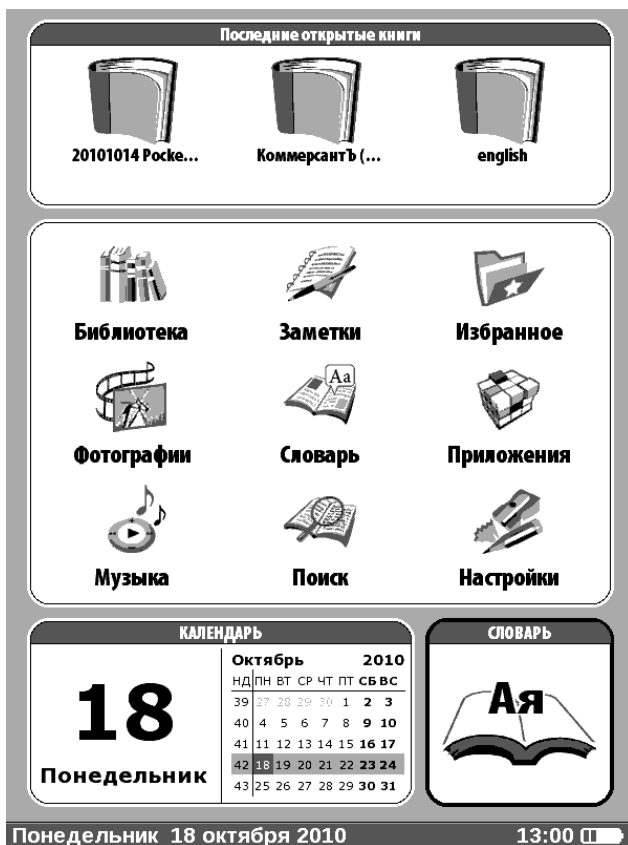 Последние открытые книги
20101014 Pocke... КоммерсантЪ (... english
Библиотека Заметки Избранное
Aa
Фотографии Словарь Приложения
Музыка Поиск Настройки
КАЛЕНДАРЬ СЛОВАРЬ
Октябрь 2010
НД ПН ВТ СР ЧТ ПТ СБ ВС
39 27 28 29 30 1 2 3
40 4 5 6 7 8 9 10
41 11 12 13 14 15 16 17
42 18 19 20 21 22 23 24
43 25 26 27 28 29 30 31
18
Понедельник
Ая
Понедельник 18 октября 2010 13:00